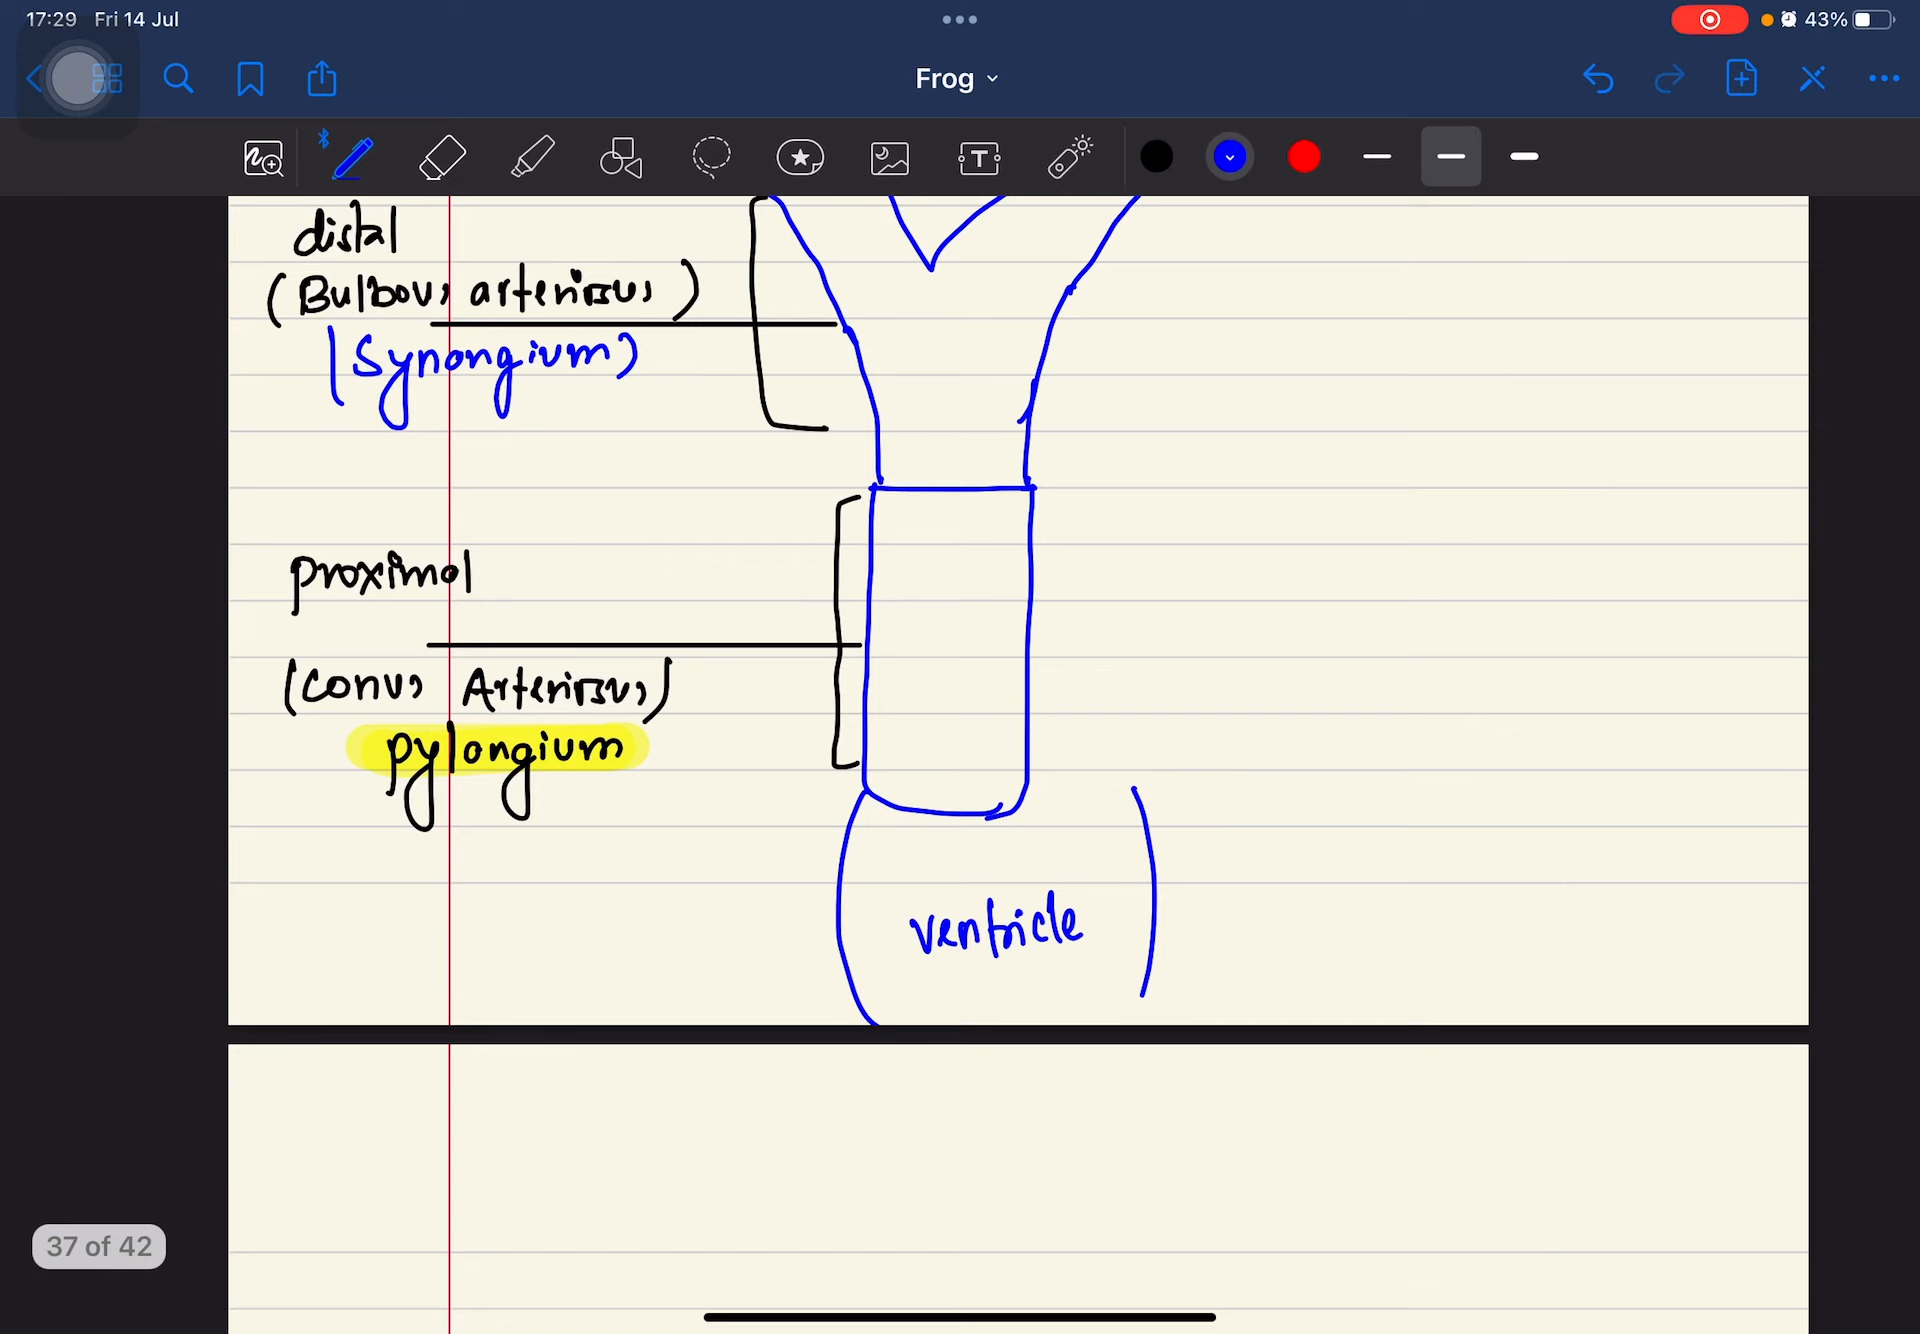 17:29 Fri 14 Jul
43%
Frog
T
distal
(Bulbous arteriosus)
(Synangium)
proximal
(Conus Arteriosus)
pylangium
ventricle
37 of 42